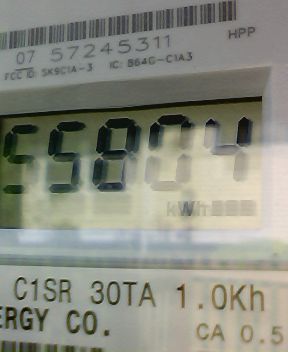 07 57245311
HPP
FCC ID: SK9C1A-3 IC: 864G-C1A3
55804
kWh
C1SR 30TA 1.0Kh
ERGY CO.
CA 0.5